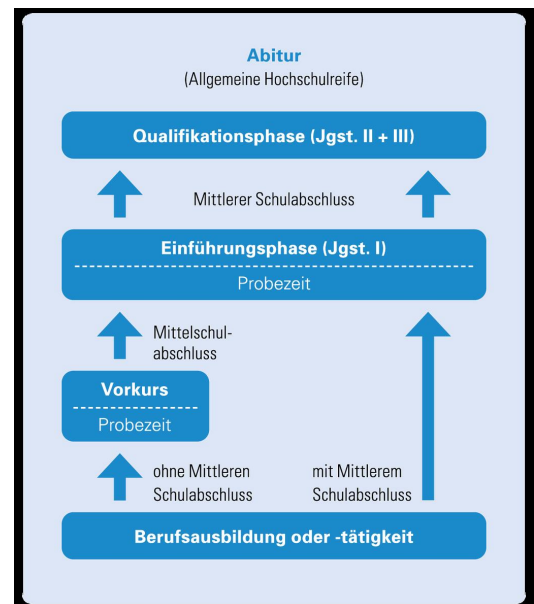 Abitur
(Allgemeine Hochschulreife)
Qualifikationsphase (Jgst. II + III)
Mittlerer Schulabschluss
Einführungsphase (Jgst. I)
Probezeit
Mittelschul-
abschluss
Vorkurs
Probezeit
ohne Mittleren
Schulabschluss
mit Mittlerem
Schulabschluss
Berufsausbildung oder -tätigkeit